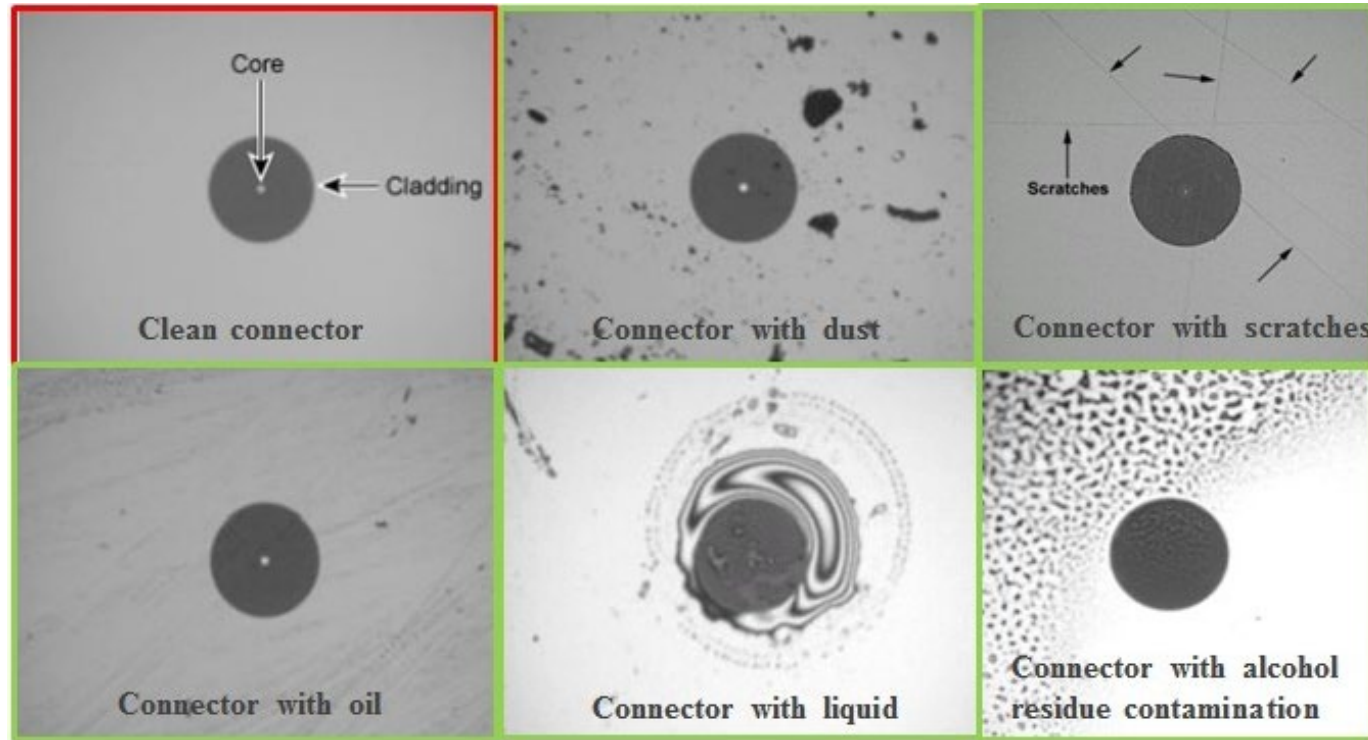 Core
Cladding
Clean connector
Connector with dust
Scratches
Connector with scratches
Connector with oil
Connector with liquid
Connector with alcohol
residue contamination